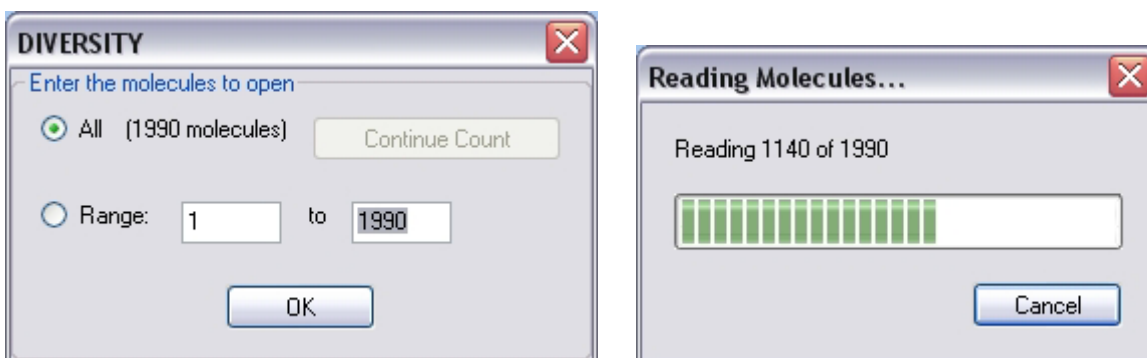 DIVERSITY
Enter the molecules to open
All (1990 molecules) Continue Count
Range: 1 to 1990
OK
Reading Molecules...
Reading 1140 of 1990
Cancel